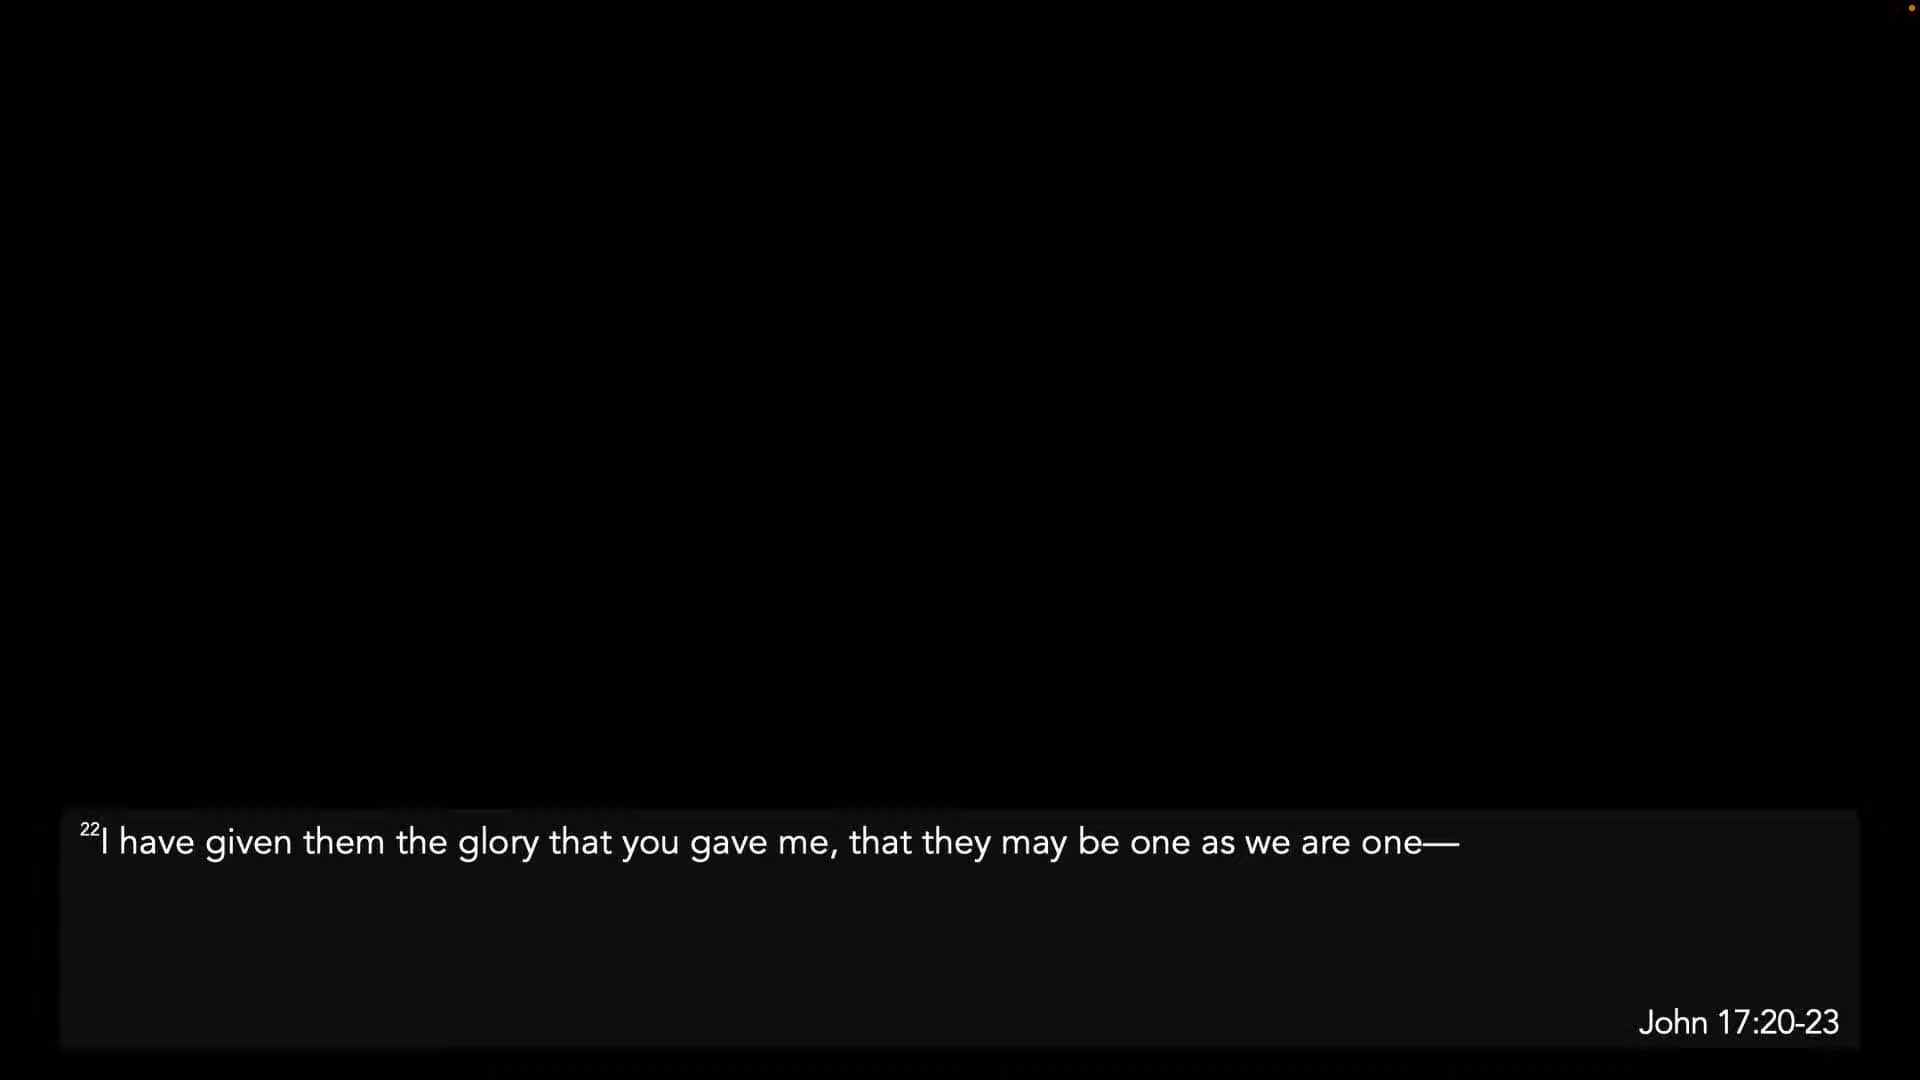 22I have given them the glory that you gave me, that they may be one as we are one—
John 17:20-23